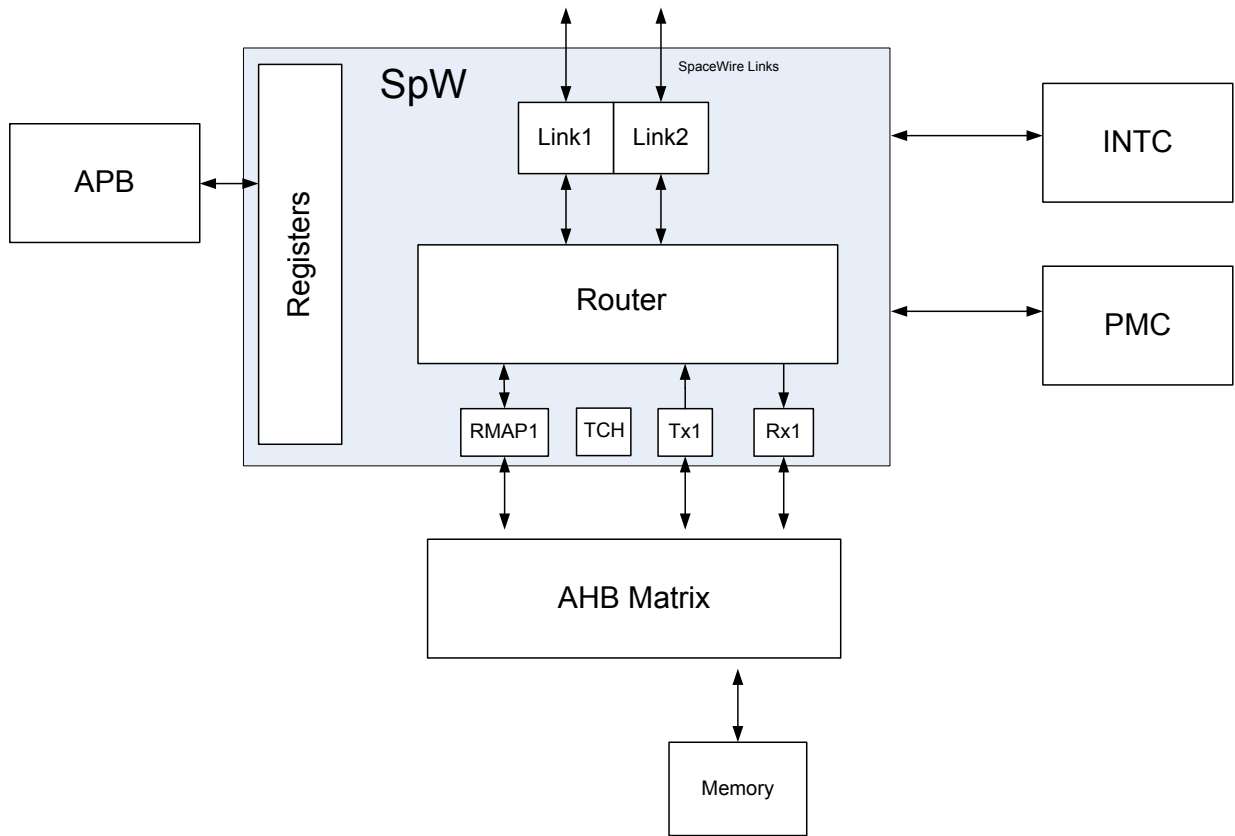 SpaceWire Links
SpW
Link1
Link2
INTC
APB
Registers
Router
PMC
RMAP1
TCH
Tx1
Rx1
AHB Matrix
Memory